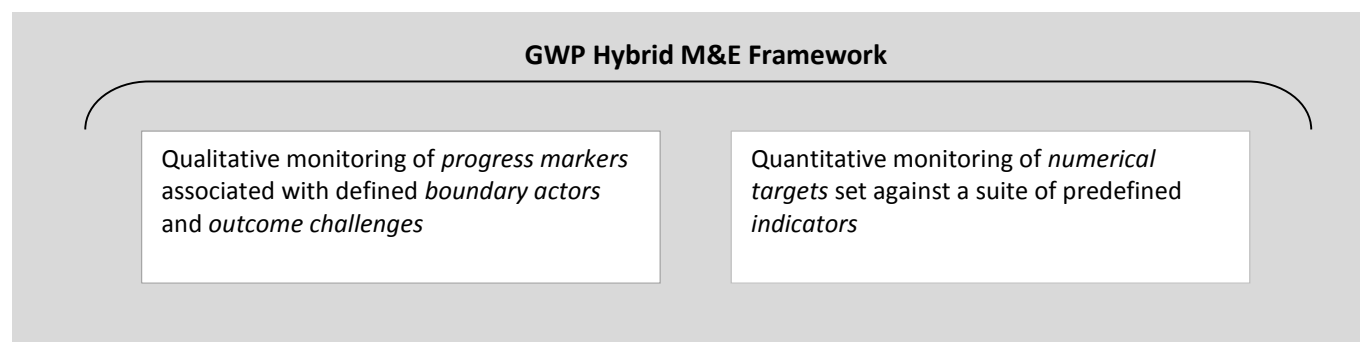 GWP Hybrid M&E Framework
Qualitative monitoring of progress markers
associated with defined boundary actors
and outcome challenges
Quantitative monitoring of numerical
targets set against a suite of predefined
indicators